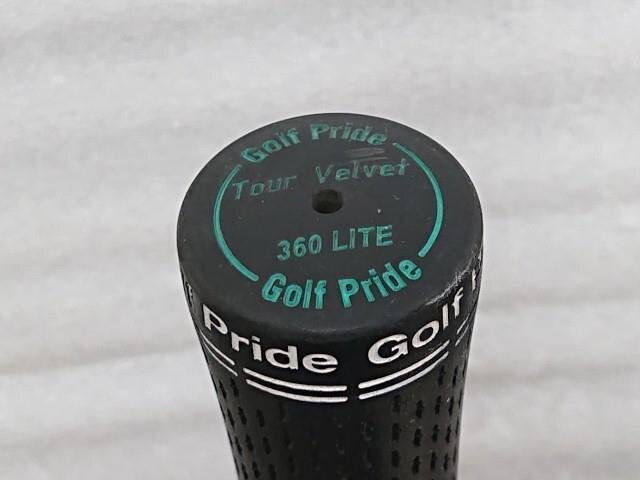 Golf Pride
Tour Velvet
360 LITE
Golf Pride
Pride Golf